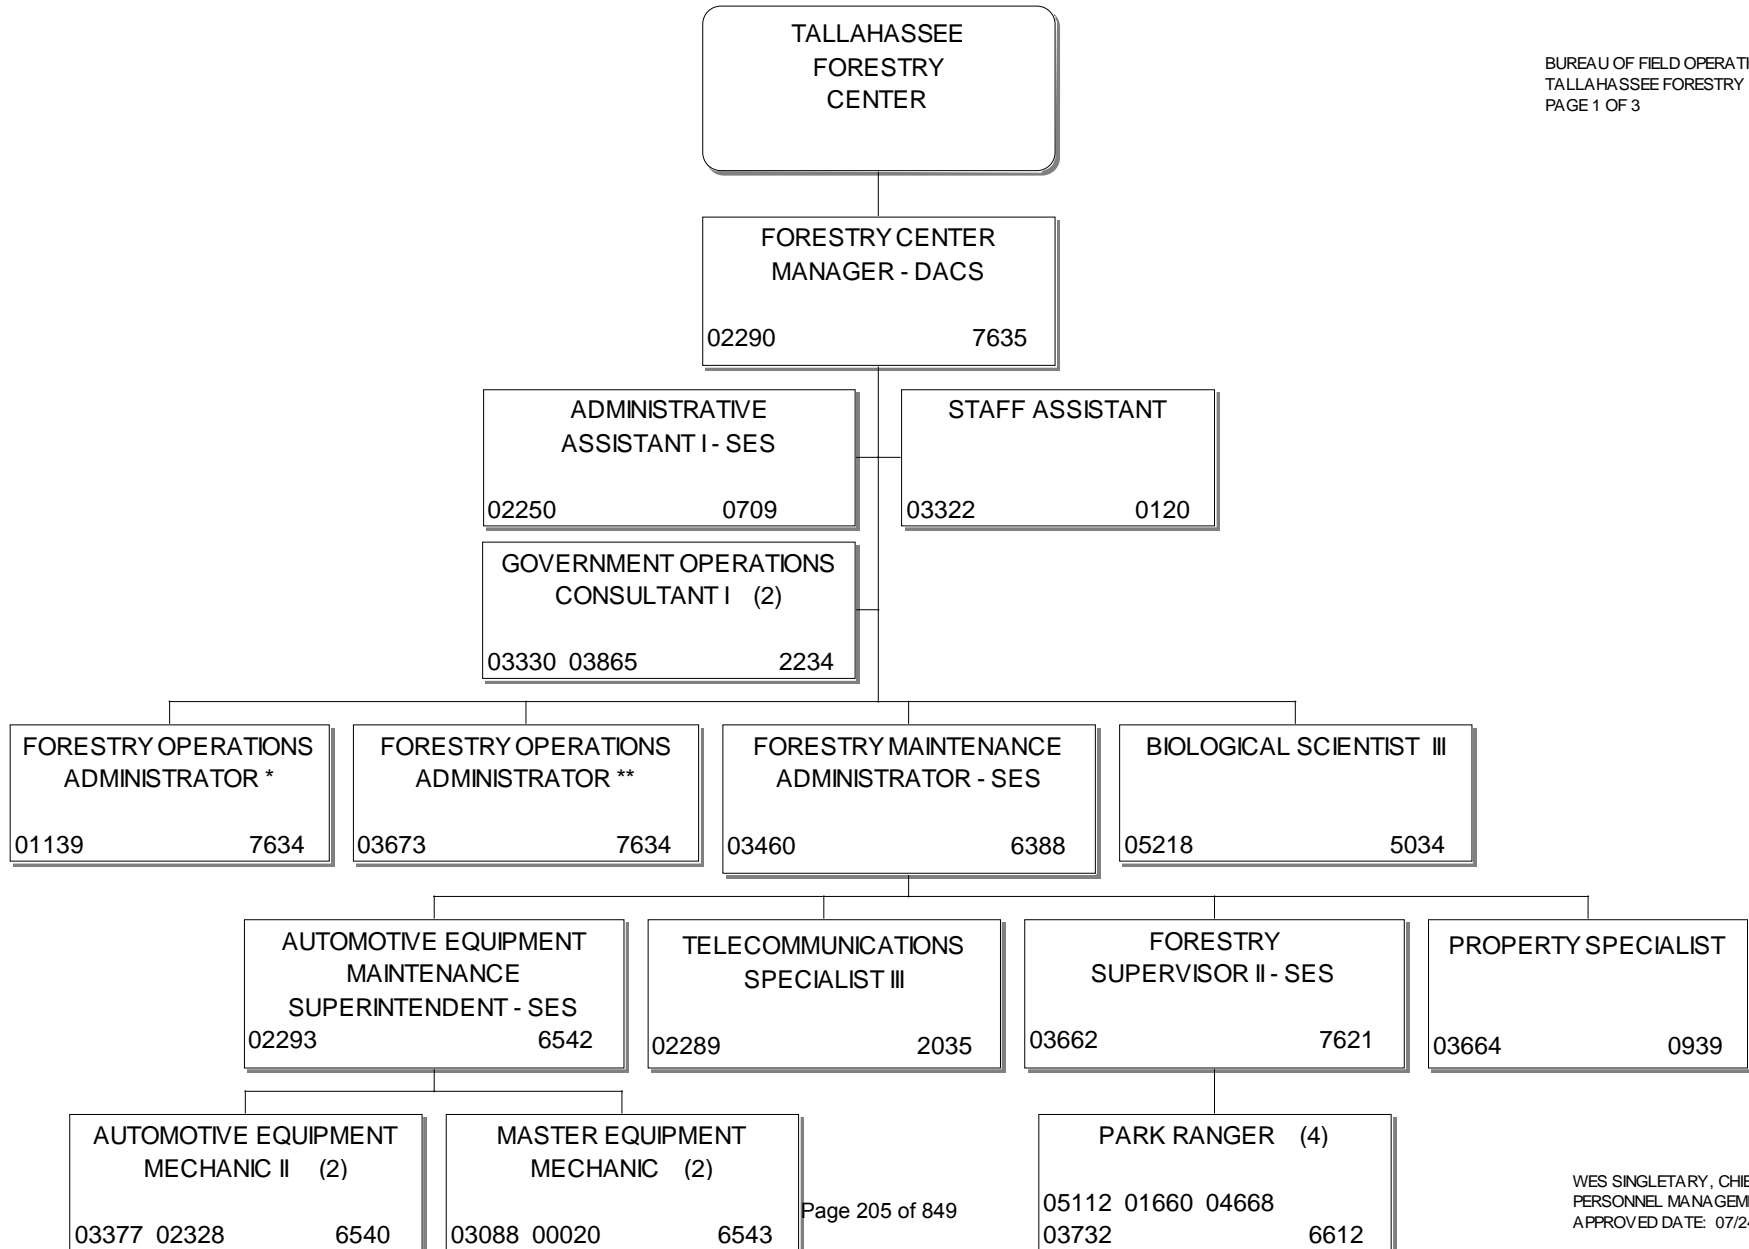 TALLAHASSEE
FORESTRY
CENTER
BUREAU OF FIELD OPERATI
TALLAHASSEE FORESTRY
PAGE 1 OF 3
FORESTRY CENTER
MANAGER - DACS
02290 7635
ADMINISTRATIVE
ASSISTANT I - SES
02250 0709
STAFF ASSISTANT
03322 0120
GOVERNMENT OPERATIONS
CONSULTANT I (2)
03330 03865 2234
FORESTRY OPERATIONS
ADMINISTRATOR *
01139 7634
FORESTRY OPERATIONS
ADMINISTRATOR **
03673 7634
FORESTRY MAINTENANCE
ADMINISTRATOR - SES
03460 6388
BIOLOGICAL SCIENTIST III
05218 5034
AUTOMOTIVE EQUIPMENT
MAINTENANCE
SUPERINTENDENT - SES
02293 6542
TELECOMMUNICATIONS
SPECIALIST III
02289 2035
FORESTRY
SUPERVISOR II - SES
03662 7621
PROPERTY SPECIALIST
03664 0939
AUTOMOTIVE EQUIPMENT
MECHANIC II (2)
03377 02328 6540
MASTER EQUIPMENT
MECHANIC (2)
03088 00020 6543
PARK RANGER (4)
05112 01660 04668
03732 6612
Page 205 of 849
WES SINGLETARY, CHIE
PERSONNEL MANAGEM
APPROVED DATE: 07/24